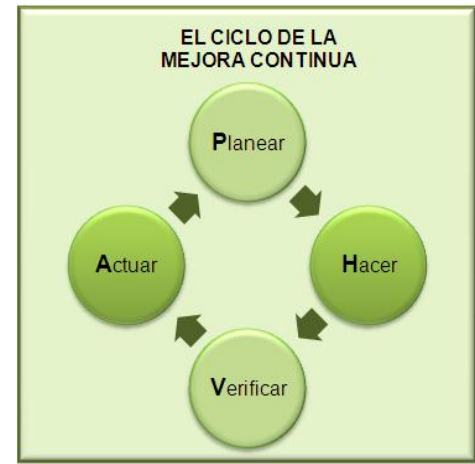 EL CICLO DE LA
MEJORA CONTINUA
Planear
Actuar
Hacer
Verificar